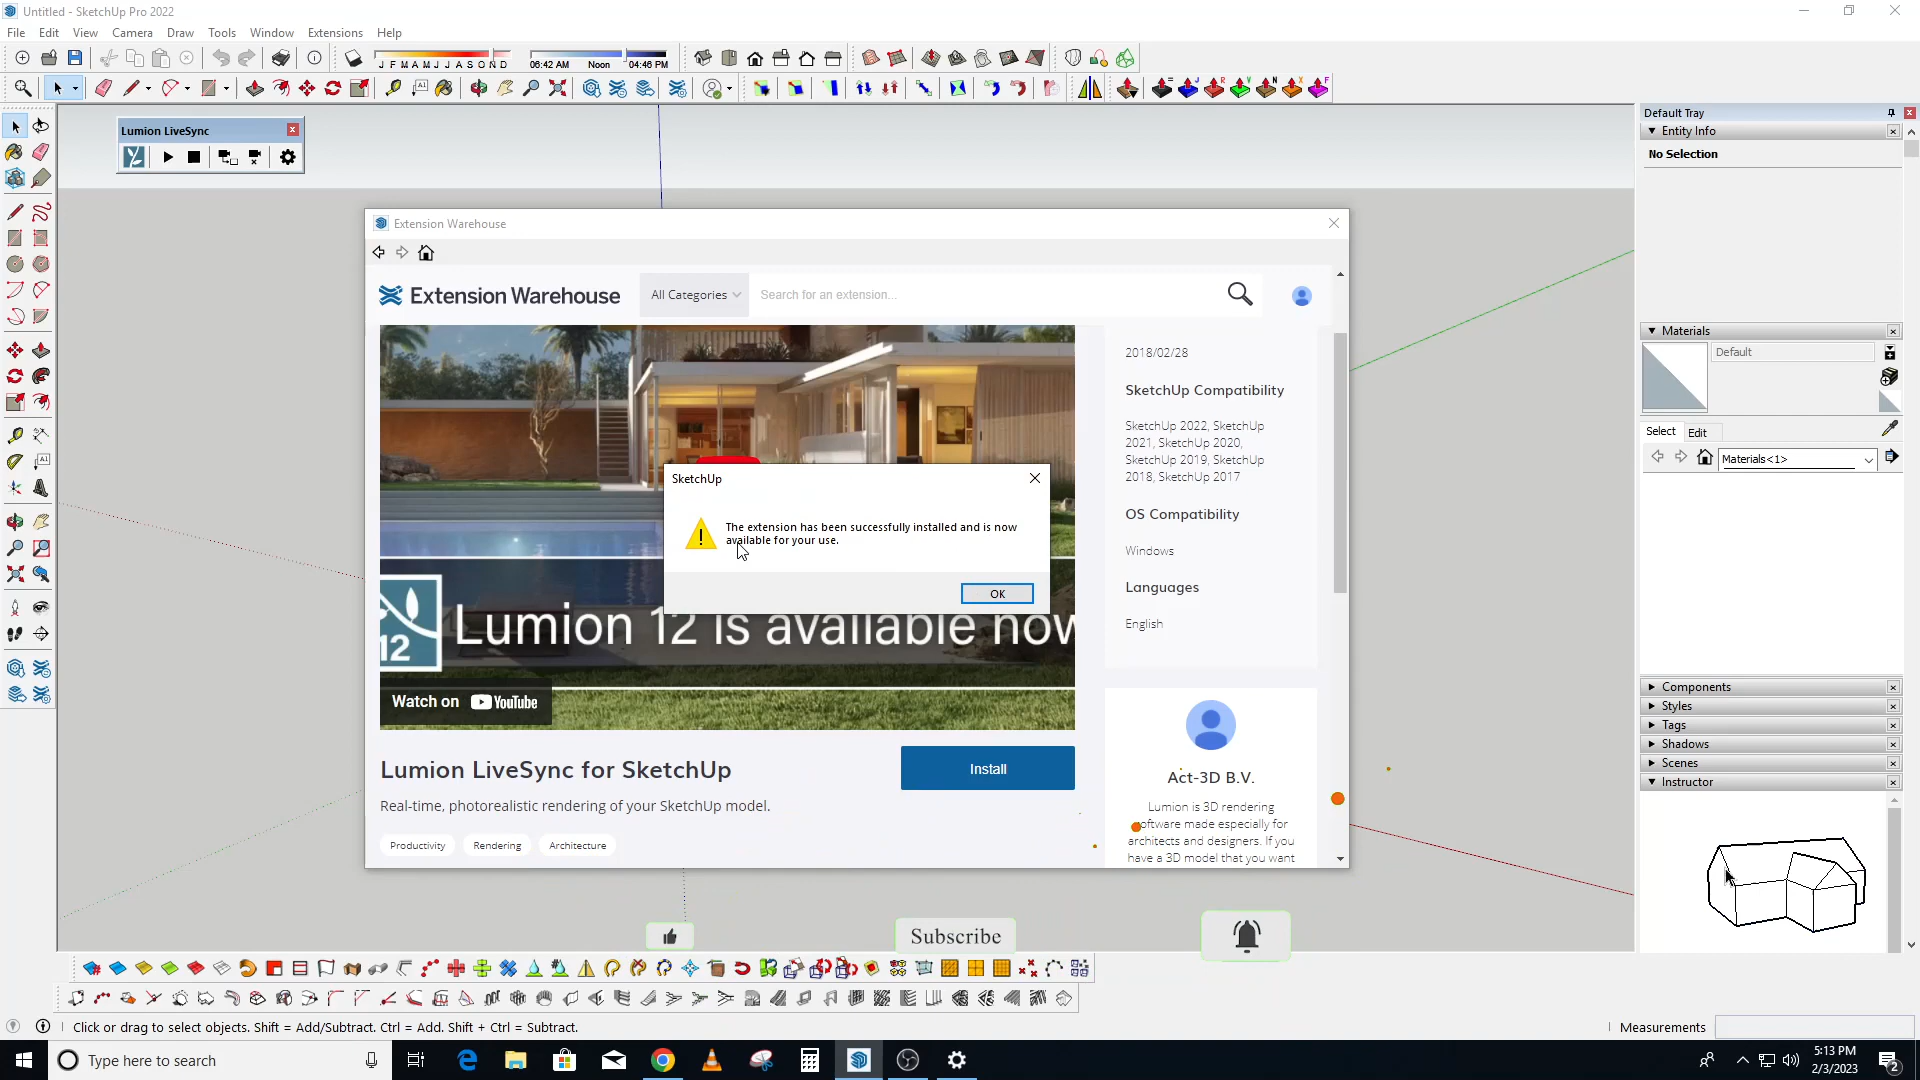 Untitled - SketchUp Pro 2022
File Edit View Camera Draw Tools Window Extensions Help
J F M A M J J A S O N D
06:42 AM Noon 04:46 PM
= J R V N X F
Lumion LiveSync
Default Tray
Entity Info
No Selection
Extension Warehouse
Extension Warehouse
All Categories
Search for an extension...
2018/02/28
SketchUp Compatibility
SketchUp 2022, SketchUp
2021, SketchUp 2020,
SketchUp 2019, SketchUp
2018, SketchUp 2017
OS Compatibility
Windows
Languages
English
SketchUp
The extension has been successfully installed and is now
available for your use.
OK
12
Lumion 12 is available now
Watch on YouTube
Lumion LiveSync for SketchUp
Install
Real-time, photorealistic rendering of your SketchUp model.
Productivity
Rendering
Architecture
Act-3D B.V.
Lumion is 3D rendering
software made especially for
architects and designers. If you
have a 3D model that you want
Materials
Default
Select
Edit
Materials<1>
Components
Styles
Tags
Shadows
Scenes
Instructor
Subscribe
Click or drag to select objects. Shift = Add/Subtract. Ctrl = Add. Shift + Ctrl = Subtract.
Measurements
Type here to search
5:13 PM
2/3/2023
2